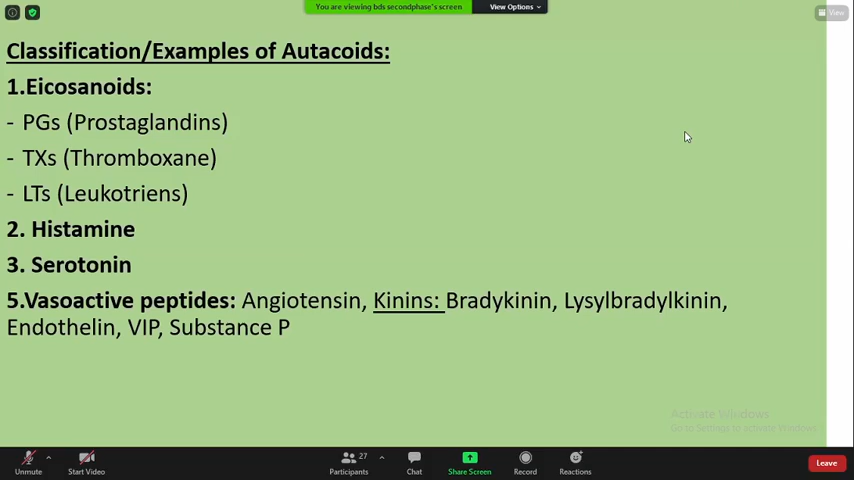 You are viewing bds secondphase's screen
View Options
View
Classification/Examples of Autacoids:
1.Eicosanoids:
- PGs (Prostaglandins)
- TXs (Thromboxane)
- LTs (Leukotriens)
2. Histamine
3. Serotonin
5.Vasoactive peptides: Angiotensin, Kinins: Bradykinin, Lysylbradylkinin,
Endothelin, VIP, Substance P
Activate Windows
Go to Settings to activate Windows.
27
Unmute
Start Video
Participants
Chat
Share Screen
Record
Reactions
Leave